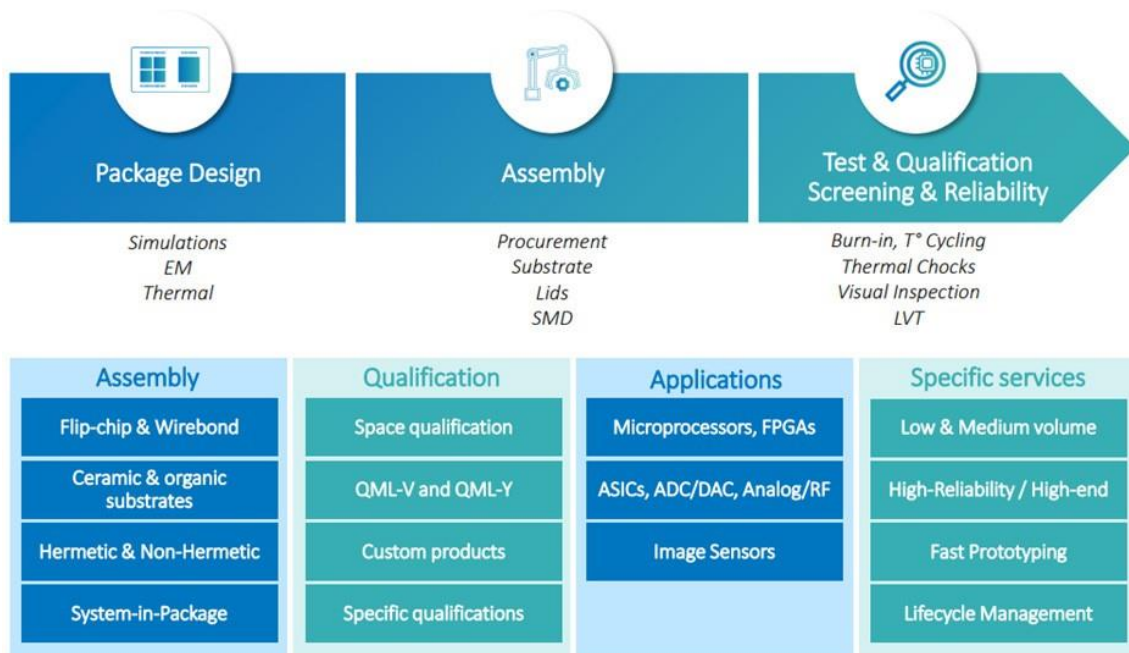 Package Design
Assembly
Test & Qualification
Screening & Reliability
Simulations
EM
Thermal
Procurement
Substrate
Lids
SMD
Burn-in, T° Cycling
Thermal Chocks
Visual Inspection
LVT
Assembly
Flip-chip & Wirebond
Ceramic & organic
substrates
Hermetic & Non-Hermetic
System-in-Package
Qualification
Space qualification
QML-V and QML-Y
Custom products
Specific qualifications
Applications
Microprocessors, FPGAs
ASICs, ADC/DAC, Analog/RF
Image Sensors
Specific services
Low & Medium volume
High-Reliability / High-end
Fast Prototyping
Lifecycle Management